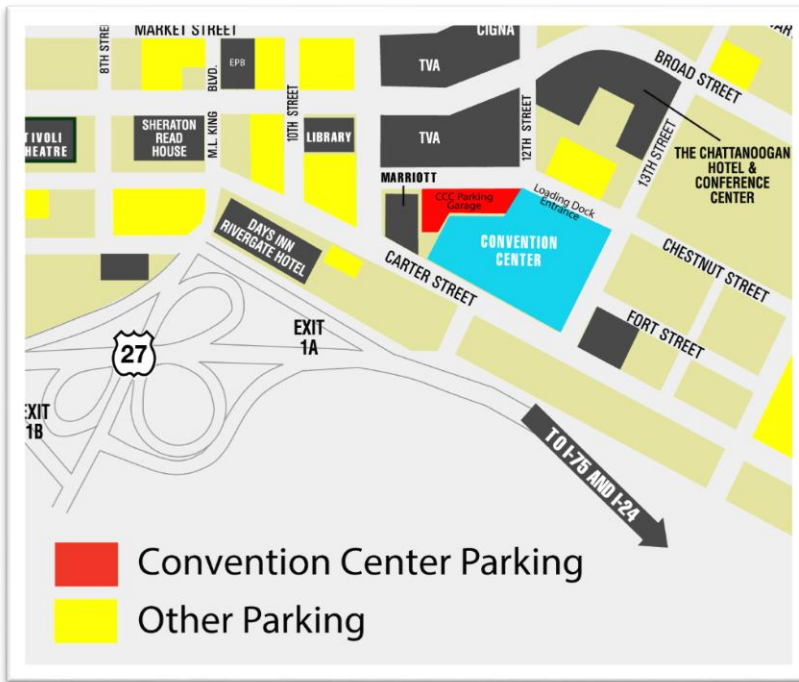 MARKET STREET
CIGNA
8TH STREET
BLVD.
EPB
TVA
BROAD STREET
10TH STREET
TIVOLI
THEATRE
SHERATON
READ
HOUSE
M.L. KING
LIBRARY
TVA
12TH STREET
13TH STREET
THE CHATTANOOGAN
HOTEL &
CONFERENCE
CENTER
MARRIOTT
CCC Parking
Garage
Loading Dock
Entrance
DAYS INN
RIVERGATE HOTEL
CONVENTION
CENTER
CARTER STREET
CHESTNUT STREET
FORT STREET
EXIT
1A
27
EXIT
1B
TO I-75 AND I-24
Convention Center Parking
Other Parking